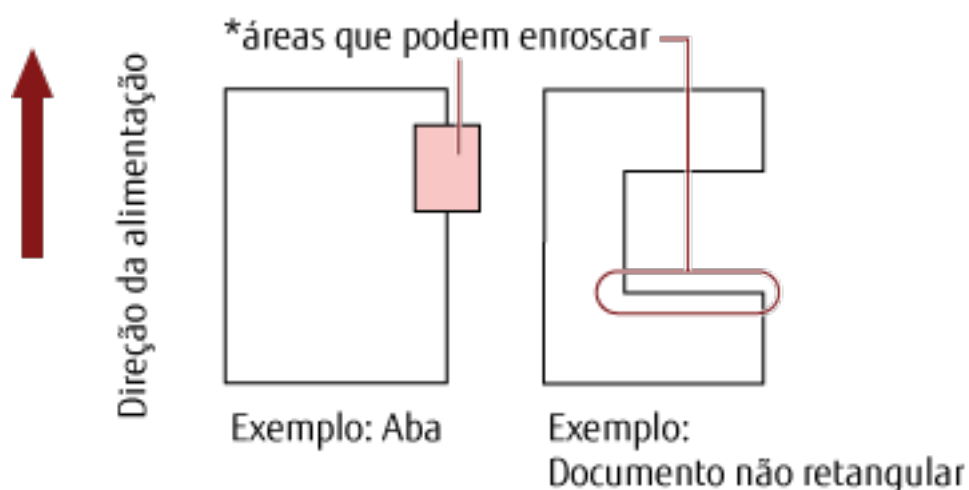 *áreas que podem enroscar
Direção da alimentação
Exemplo: Aba
Exemplo:
Documento não retangular